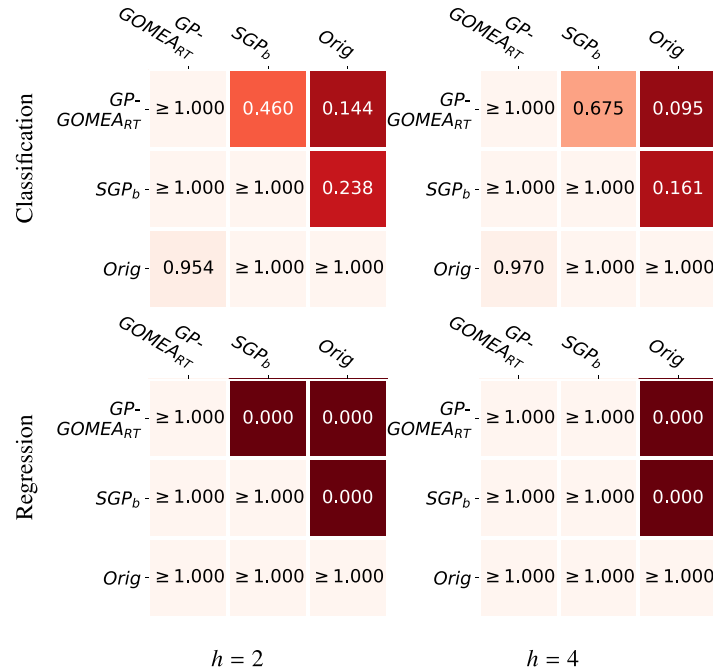 GP-
GOMEA_RT SGP_b Orig
GP-
GOMEA_RT ≥ 1.000 0.460 0.144
SGP_b ≥ 1.000 ≥ 1.000 0.238
Orig 0.954 ≥ 1.000 ≥ 1.000
Classification
GP-
GOMEA_RT SGP_b Orig
GP-
GOMEA_RT ≥ 1.000 0.675 0.095
SGP_b ≥ 1.000 ≥ 1.000 0.161
Orig 0.970 ≥ 1.000 ≥ 1.000
GP-
GOMEA_RT SGP_b Orig
GP-
GOMEA_RT ≥ 1.000 0.000 0.000
SGP_b ≥ 1.000 ≥ 1.000 0.000
Orig ≥ 1.000 ≥ 1.000 ≥ 1.000
Regression
GP-
GOMEA_RT SGP_b Orig
GP-
GOMEA_RT ≥ 1.000 ≥ 1.000 0.000
SGP_b ≥ 1.000 ≥ 1.000 0.000
Orig ≥ 1.000 ≥ 1.000 ≥ 1.000
h = 2
h = 4